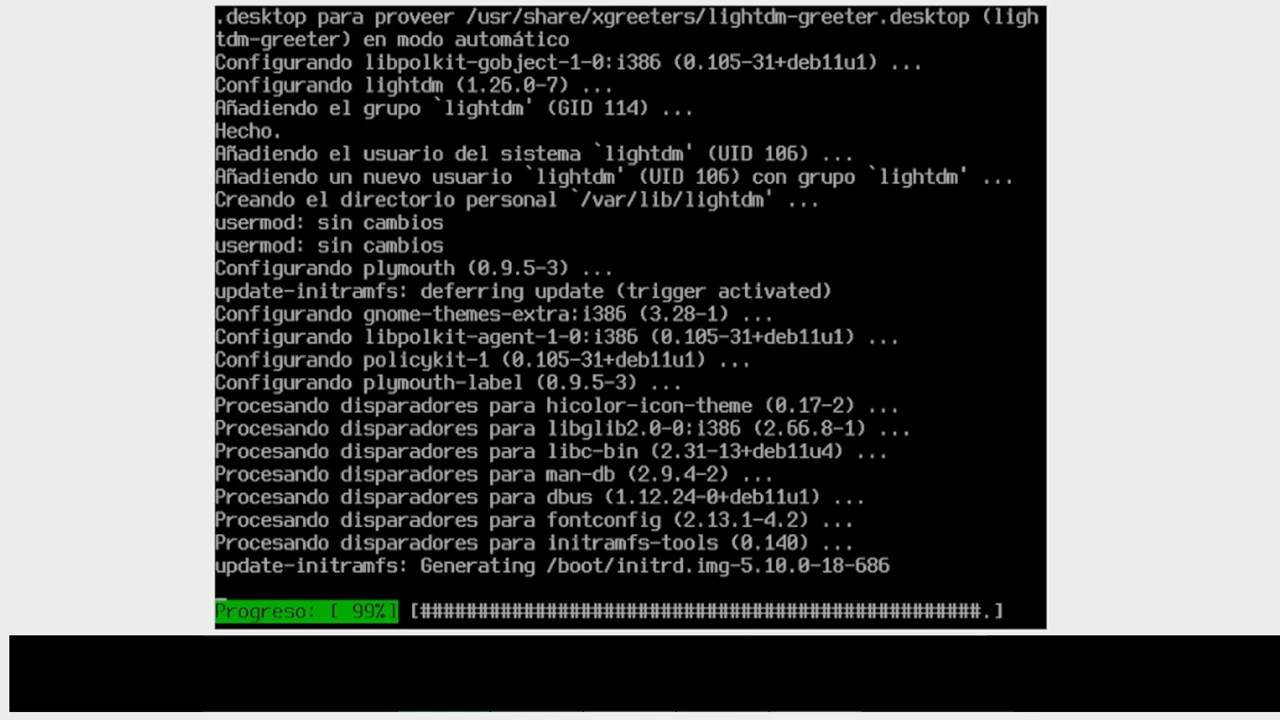 .desktop para proveer /usr/share/xgreeters/lightdm-greeter.desktop (ligh
tdm-greeter) en modo automático
Configurando libpolkit-gobject-1-0:i386 (0.105-31+deb11u1) ...
Configurando lightdm (1.26.0-7) ...
Añadiendo el grupo `lightdm' (GID 114) ...
Hecho.
Añadiendo el usuario del sistema `lightdm' (UID 106) ...
Añadiendo un nuevo usuario `lightdm' (UID 106) con grupo `lightdm' ...
Creando el directorio personal `/var/lib/lightdm' ...
usermod: sin cambios
usermod: sin cambios
Configurando plymouth (0.9.5-3) ...
update-initramfs: deferring update (trigger activated)
Configurando gnome-themes-extra:i386 (3.28-1) ...
Configurando libpolkit-agent-1-0:i386 (0.105-31+deb11u1) ...
Configurando policykit-1 (0.105-31+deb11u1) ...
Configurando plymouth-label (0.9.5-3) ...
Procesando disparadores para hicolor-icon-theme (0.17-2) ...
Procesando disparadores para libglib2.0-0:i386 (2.66.8-1) ...
Procesando disparadores para libc-bin (2.31-13+deb11u4) ...
Procesando disparadores para man-db (2.9.4-2) ...
Procesando disparadores para dbus (1.12.24-0+deb11u1) ...
Procesando disparadores para fontconfig (2.13.1-4.2) ...
Procesando disparadores para initramfs-tools (0.140) ...
update-initramfs: Generating /boot/initrd.img-5.10.0-18-686
Progreso: [ 99%] [#################################################.]